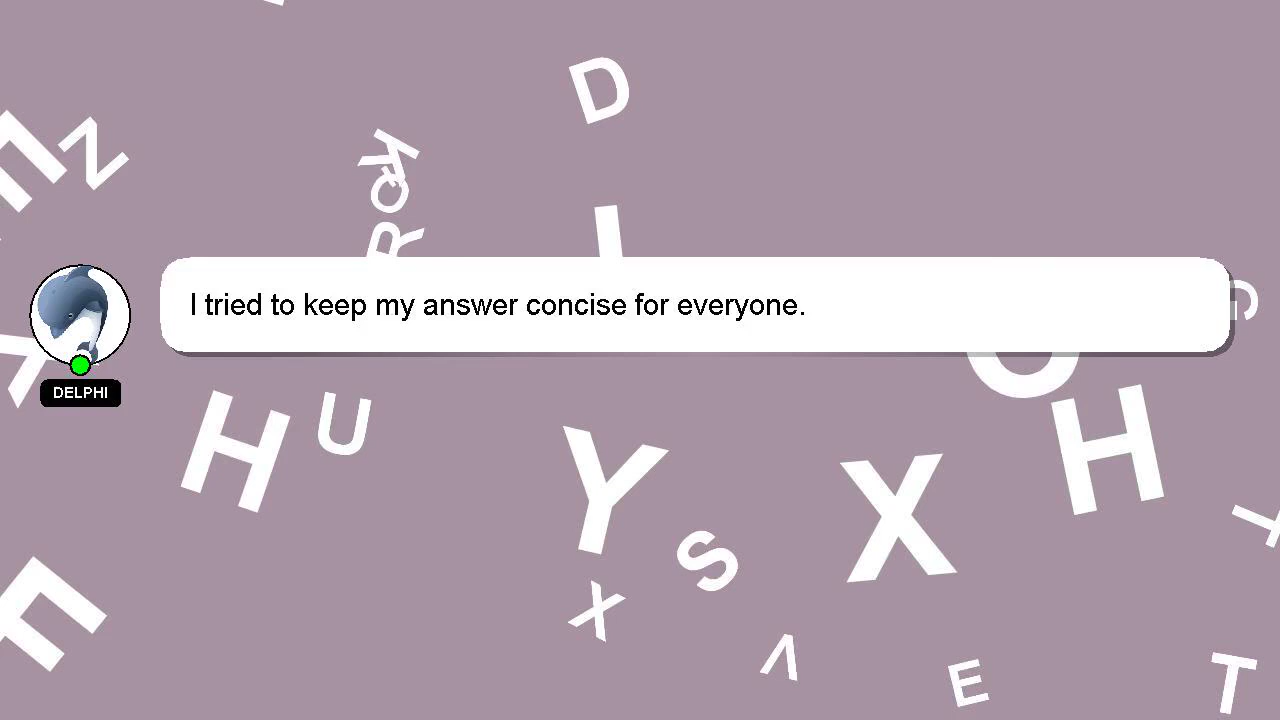 D
Z
K
R
I
C
I tried to keep my answer concise for everyone.
DELPHI
H
U
Y
X
H
S
X
V
E
T